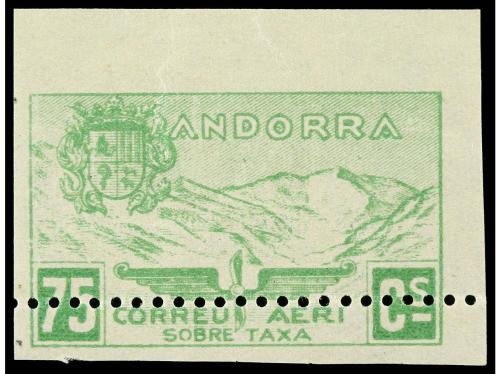 ANDORRA
75 Cs
CORREU AERI
SOBRE TAXA